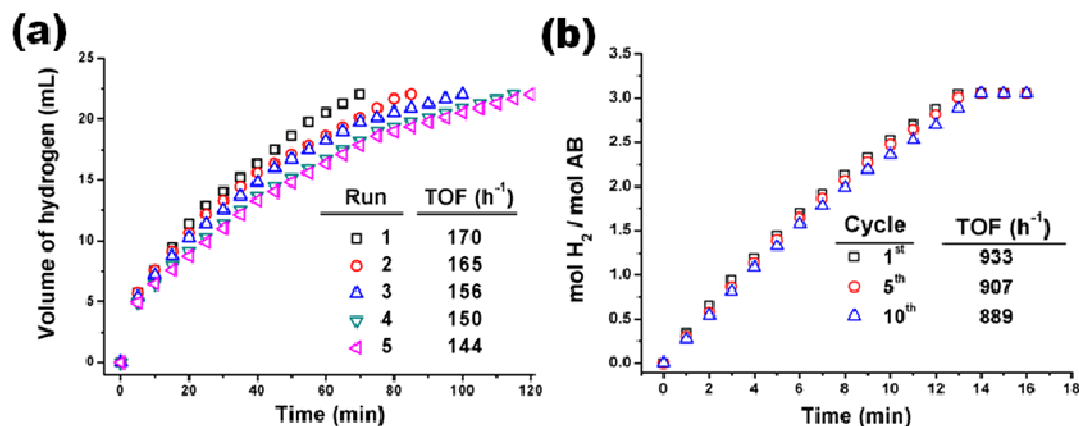 (a)
Volume of hydrogen (mL)
25
20
15
10
5
0
0 20 40 60 80 100 120
Time (min)
Run TOF (h⁻¹)
1 170
2 165
3 156
4 150
5 144
(b)
mol H₂ / mol AB
3.5
3.0
2.5
2.0
1.5
1.0
0.5
0.0
0 2 4 6 8 10 12 14 16 18
Time (min)
Cycle TOF (h⁻¹)
1ˢᵗ 933
5ᵗʰ 907
10ᵗʰ 889